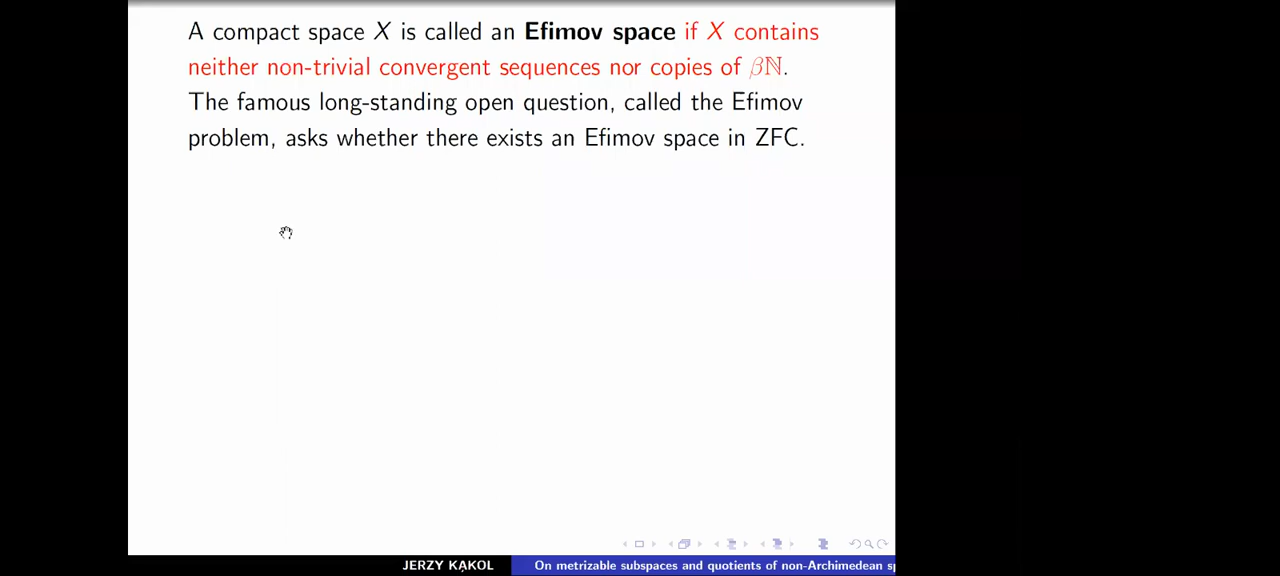 A compact space X is called an Efimov space if X contains
neither non-trivial convergent sequences nor copies of βℕ.
The famous long-standing open question, called the Efimov
problem, asks whether there exists an Efimov space in ZFC.
JERZY KĄKOL On metrizable subspaces and quotients of non-Archimedean